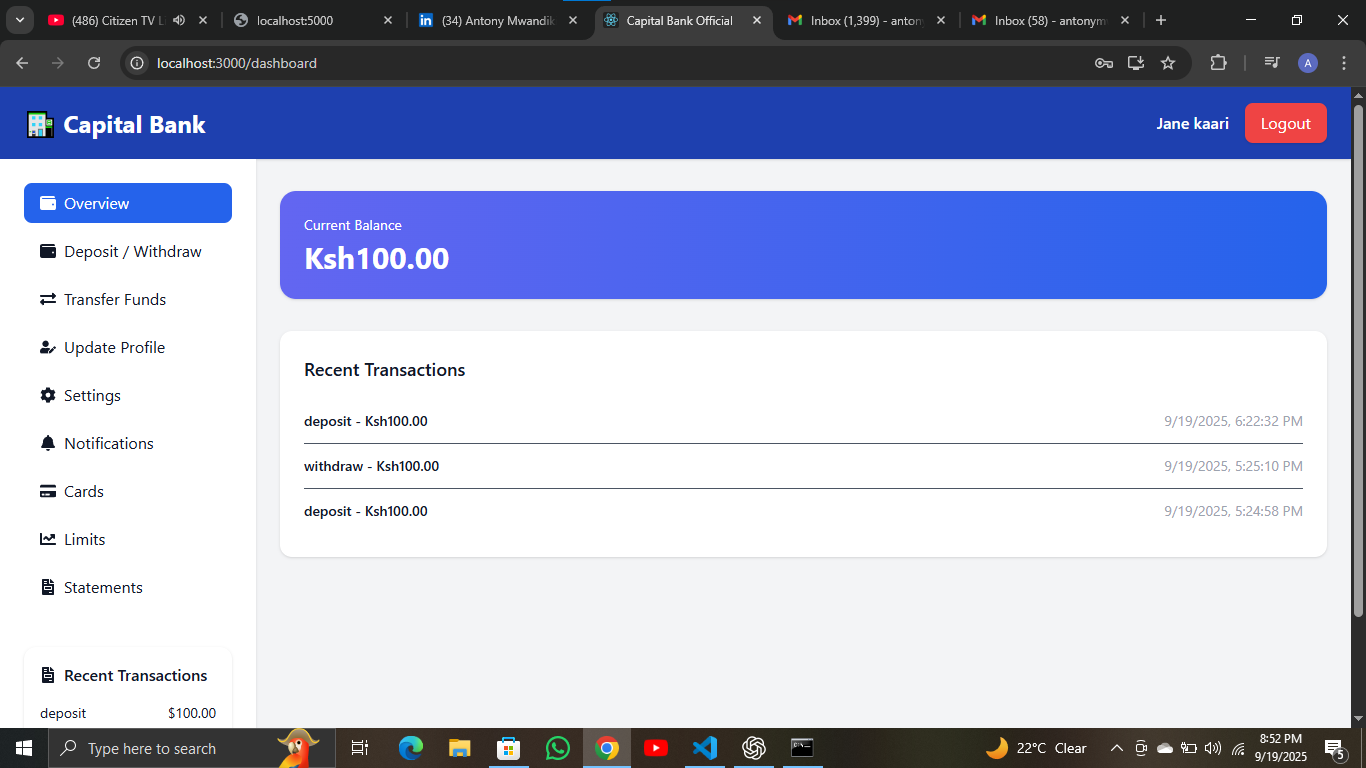 (486) Citizen TV Li
localhost:5000
(34) Antony Mwandik
Capital Bank Official
Inbox (1,399) - anton
Inbox (58) - antonym
localhost:3000/dashboard
A
Capital Bank
Jane kaari
Logout
Overview
Deposit / Withdraw
Transfer Funds
Update Profile
Settings
Notifications
Cards
Limits
Statements
Recent Transactions
deposit $100.00
Current Balance
Ksh100.00
Recent Transactions
deposit - Ksh100.00 9/19/2025, 6:22:32 PM
withdraw - Ksh100.00 9/19/2025, 5:25:10 PM
deposit - Ksh100.00 9/19/2025, 5:24:58 PM
Type here to search
22°C Clear
8:52 PM
9/19/2025
5